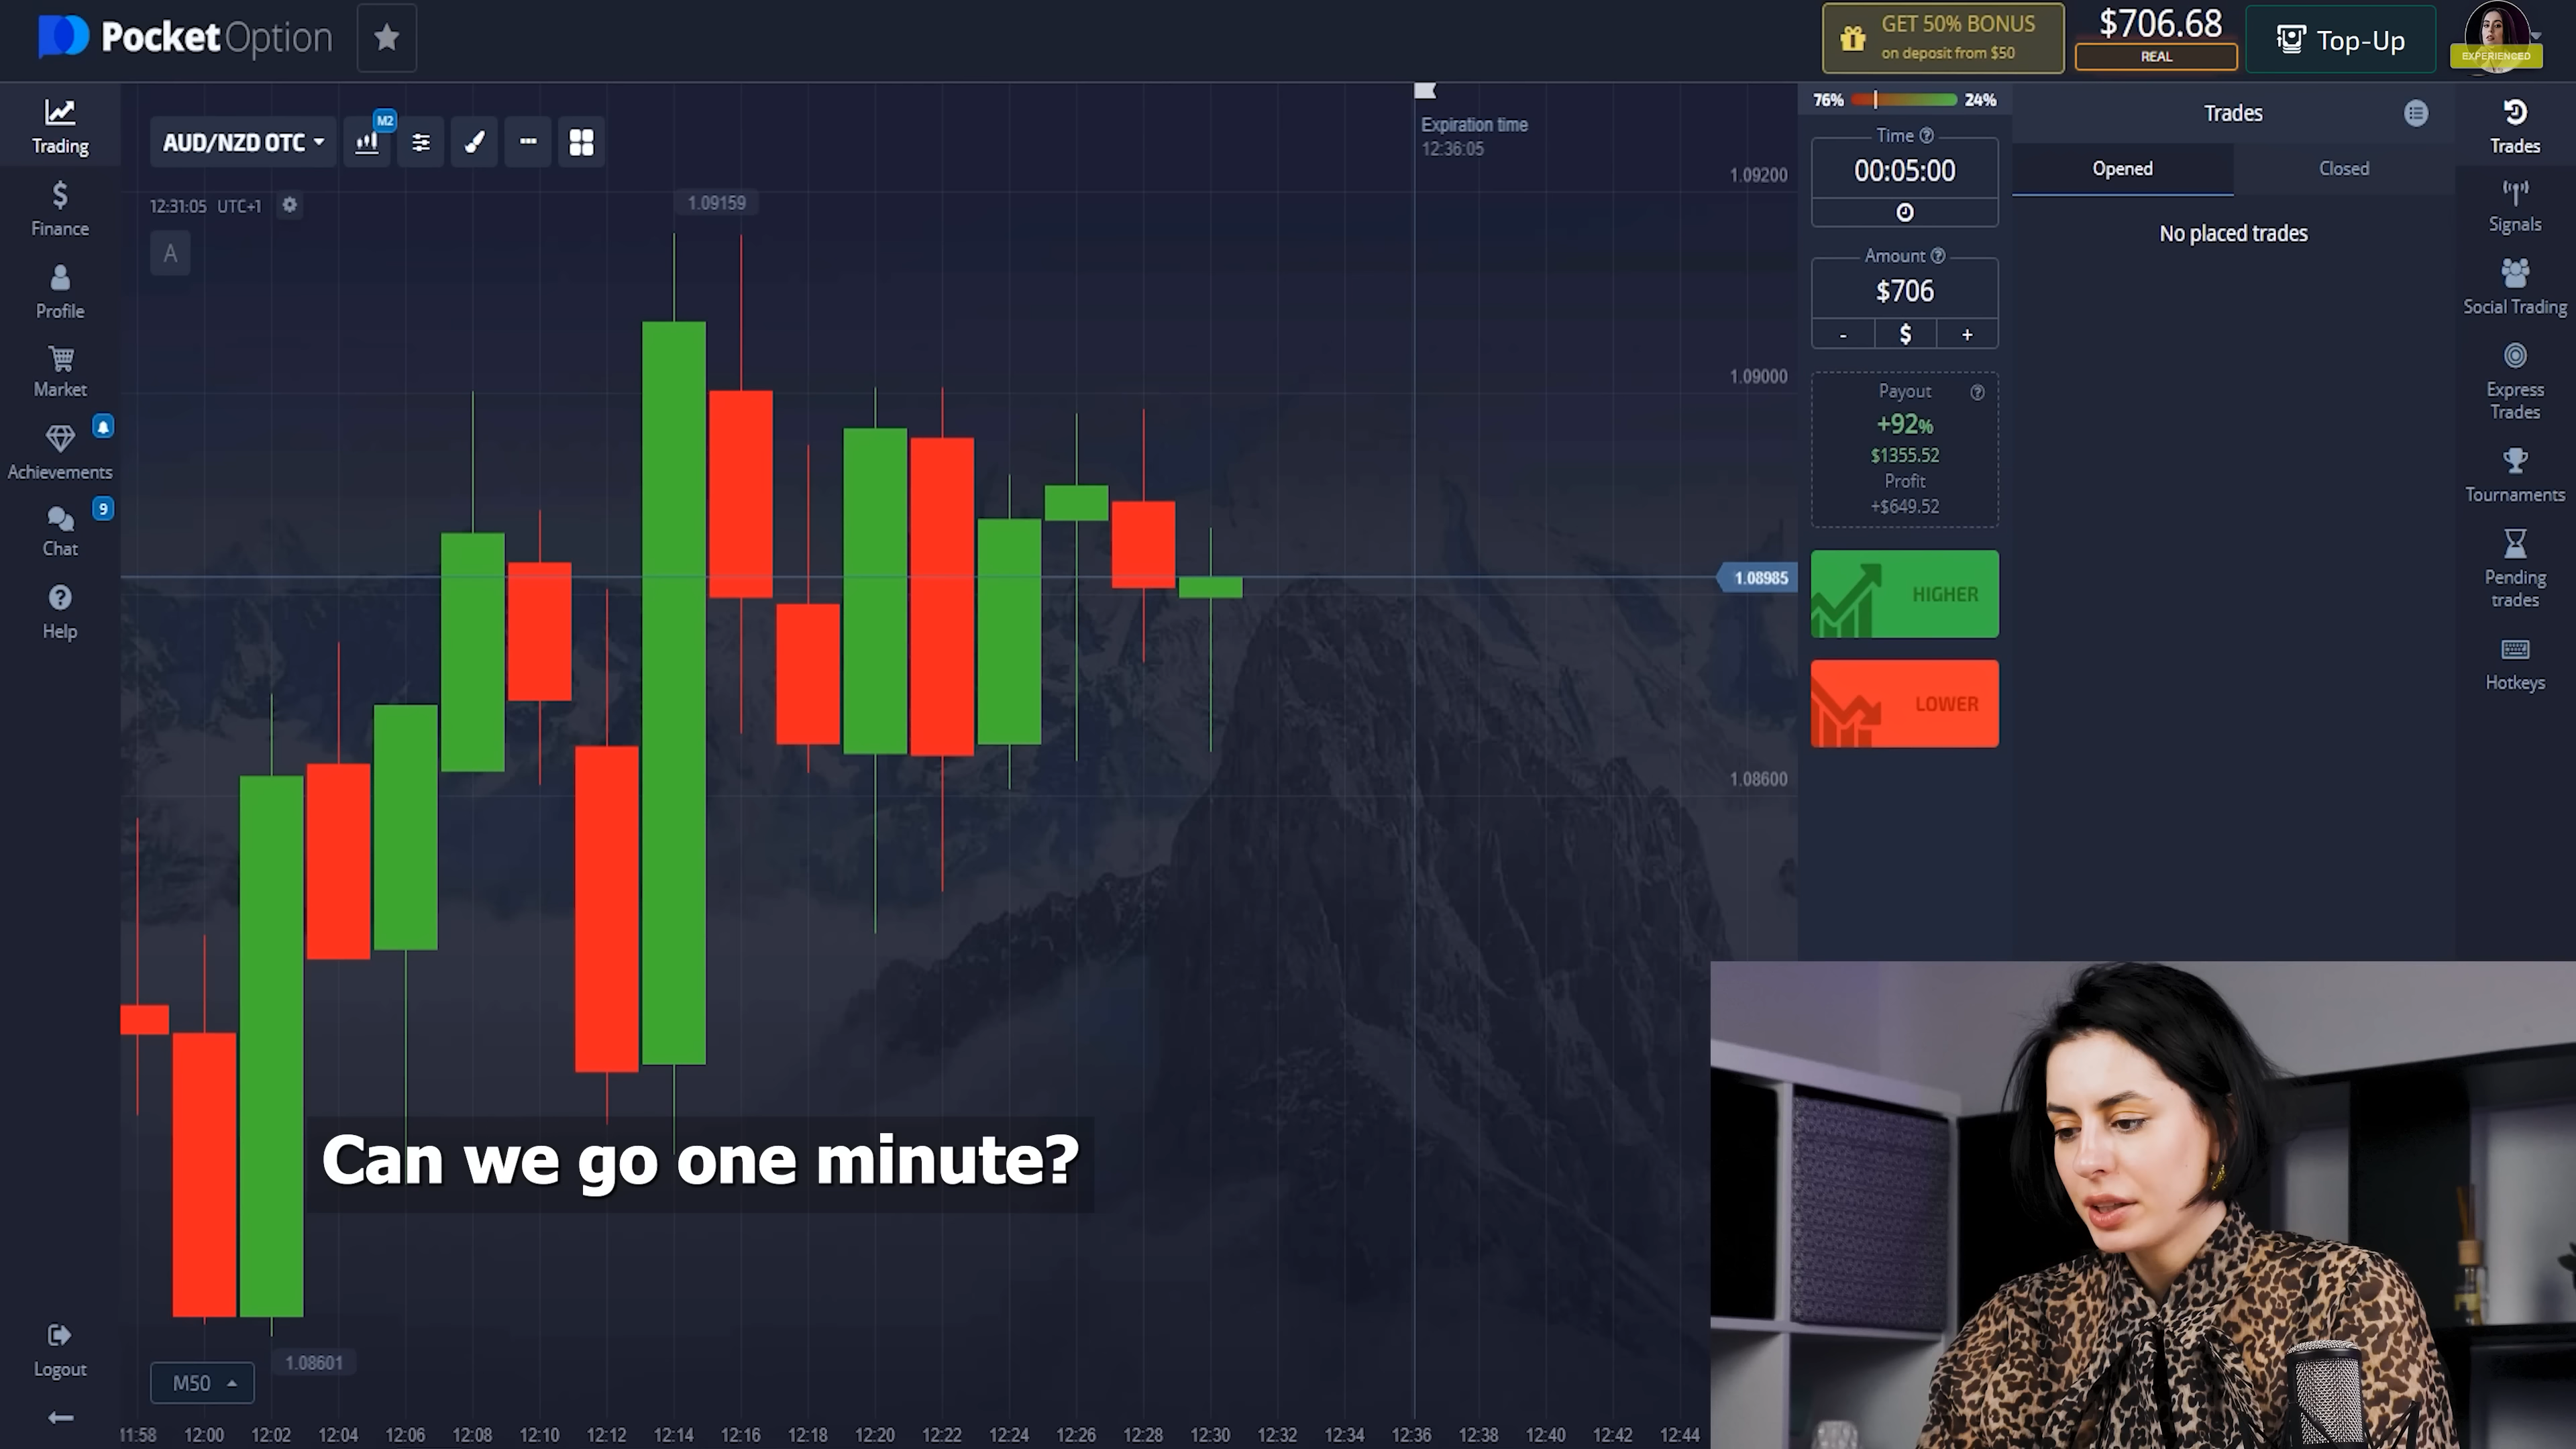 PocketOption
GET 50% BONUS
on deposit from $50
$706.68
REAL
Top-Up
EXPERIENCED
Trading
Finance
Profile
Market
Achievements
9
Chat
Help
Logout
AUD/NZD OTC
M2
12:31:05 UTC+1
A
1.09159
Expiration time
12:36:05
1.09200
1.09000
1.08985
1.08600
1.08601
M50
11:58 12:00 12:02 12:04 12:06 12:08 12:10 12:12 12:14 12:16 12:18 12:20 12:22 12:24 12:26 12:28 12:30 12:32 12:34 12:36 12:38 12:40 12:42 12:44
76% 24%
Time
00:05:00
Amount
$706
- $ +
Payout
+92%
$1355.52
Profit
+$649.52
HIGHER
LOWER
Trades
Opened Closed
No placed trades
Trades
Signals
Social Trading
Express
Trades
Tournaments
Pending
trades
Hotkeys
Can we go one minute?